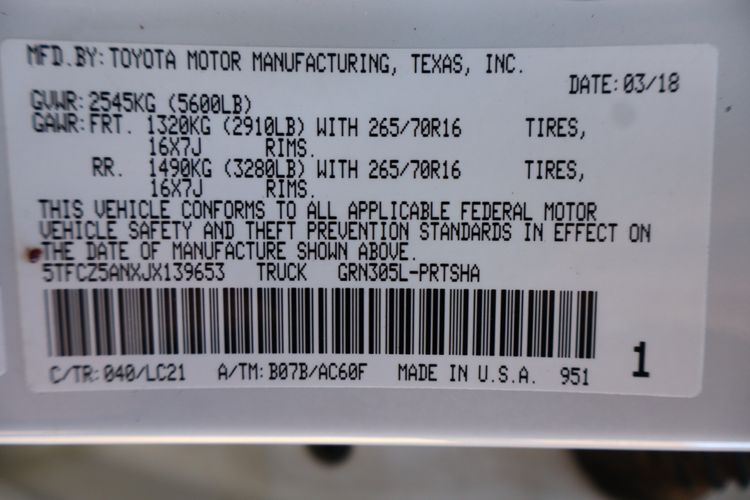 MFD.BY: TOYOTA MOTOR MANUFACTURING, TEXAS, INC.
DATE: 03/18
GVWR: 2545KG (5600LB)
GAWR: FRT. 1320KG (2910LB) WITH 265/70R16 TIRES,
16X7J RIMS.
RR. 1490KG (3280LB) WITH 265/70R16 TIRES,
16X7J RIMS.
THIS VEHICLE CONFORMS TO ALL APPLICABLE FEDERAL MOTOR
VEHICLE SAFETY AND THEFT PREVENTION STANDARDS IN EFFECT ON
THE DATE OF MANUFACTURE SHOWN ABOVE.
5TFCZ5ANXJX139653 TRUCK GRN305L-PRTSHA
C/TR: 040/LC21 A/TM: B07B/AC60F MADE IN U.S.A. 951
1